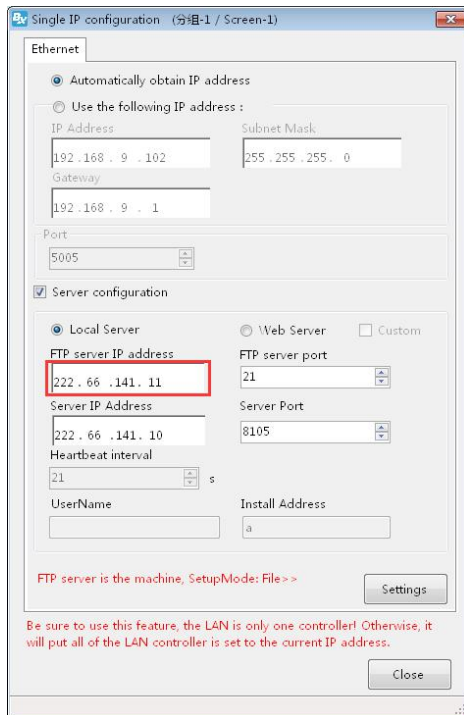 BX Single IP configuration (分组-1 / Screen-1)
Ethernet
Automatically obtain IP address
Use the following IP address :
IP Address
Subnet Mask
192.168. 9 .102
255.255.255. 0
Gateway
192.168. 9 . 1
Port
5005
Server configuration
Local Server
Web Server
Custom
FTP server IP address
FTP server port
222. 66 .141. 11
21
Server IP Address
Server Port
222. 66 .141. 10
8105
Heartbeat interval
21
s
UserName
Install Address
a
FTP server is the machine, SetupMode: File>>
Settings
Be sure to use this feature, the LAN is only one controller! Otherwise, it
will put all of the LAN controller is set to the current IP address.
Close